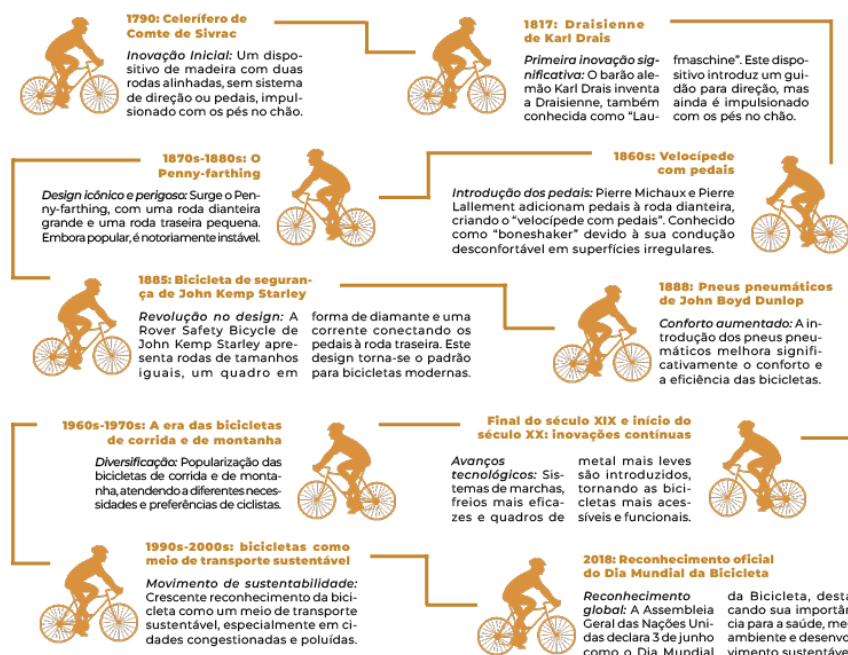 1790: Celerífero de
Comte de Sivrac
Inovação Inicial: Um dispo-
sitivo de madeira com duas
rodas alinhadas, sem sistema
de direção ou pedais, impul-
sionado com os pés no chão.
1817: Draisienne
de Karl Drais
Primeira inovação sig-
nificativa: O barão ale-
mão Karl Drais inventa
a Draisienne, também
conhecida como “Lau-
fmaschine”. Este dispo-
sitivo introduz um gui-
dão para direção, mas
ainda é impulsionado
com os pés no chão.
1860s: Velocípede
com pedais
Introdução dos pedais: Pierre Michaux e Pierre
Lallement adicionam pedais à roda dianteira,
criando o “velocípede com pedais”. Conhecido
como “boneshaker” devido à sua condução
desconfortável em superfícies irregulares.
1870s-1880s: O
Penny-farthing
Design icônico e perigoso: Surge o Pen-
ny-farthing, com uma roda dianteira
grande e uma roda traseira pequena.
Embora popular, é notoriamente instável.
1885: Bicicleta de seguran-
ça de John Kemp Starley
Revolução no design: A
Rover Safety Bicycle de
John Kemp Starley apre-
senta rodas de tamanhos
iguais, um quadro em
forma de diamante e uma
corrente conectando os
pedais à roda traseira. Este
design torna-se o padrão
para bicicletas modernas.
1888: Pneus pneumáticos
de John Boyd Dunlop
Conforto aumentado: A in-
trodução dos pneus pneu-
máticos melhora signifi-
cativamente o conforto e
a eficiência das bicicletas.
Final do século XIX e início do
século XX: inovações contínuas
Avanços
tecnológicos: Sis-
temas de marchas,
freios mais efica-
zes e quadros de
metal mais leves
são introduzidos,
tornando as bici-
cletas mais aces-
síveis e funcionais.
1960s-1970s: A era das bicicletas
de corrida e de montanha
Diversificação: Popularização das
bicicletas de corrida e de monta-
nha, atendendo a diferentes neces-
sidades e preferências de ciclistas.
1990s-2000s: bicicletas como
meio de transporte sustentável
Movimento de sustentabilidade:
Crescente reconhecimento da bici-
cleta como um meio de transporte
sustentável, especialmente em ci-
dades congestionadas e poluídas.
2018: Reconhecimento oficial
do Dia Mundial da Bicicleta
Reconhecimento
global: A Assembleia
Geral das Nações Uni-
das declara 3 de junho
como o Dia Mundial
da Bicicleta, desta
cando sua importân
cia para a saúde, mei
ambiente e desenvo
vimento sustentáve